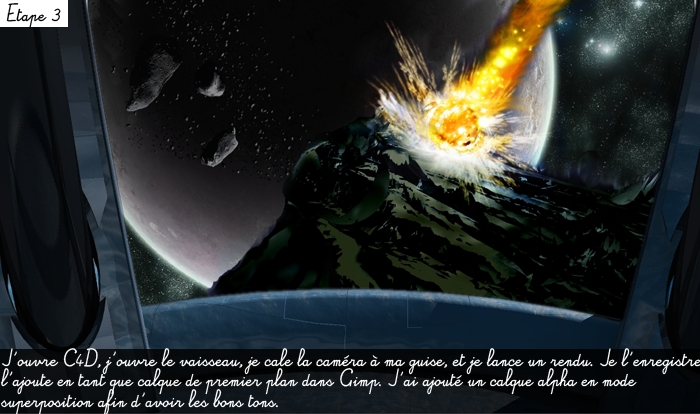 Etape 3
J'ouvre C4D, j'ouvre le vaisseau, je cale la caméra à ma guise, et je lance un rendu. Je l'enregistre
l'ajoute en tant que calque de premier plan dans Gimp. J'ai ajouté un calque alpha en mode
superposition afin d'avoir les bons tons.